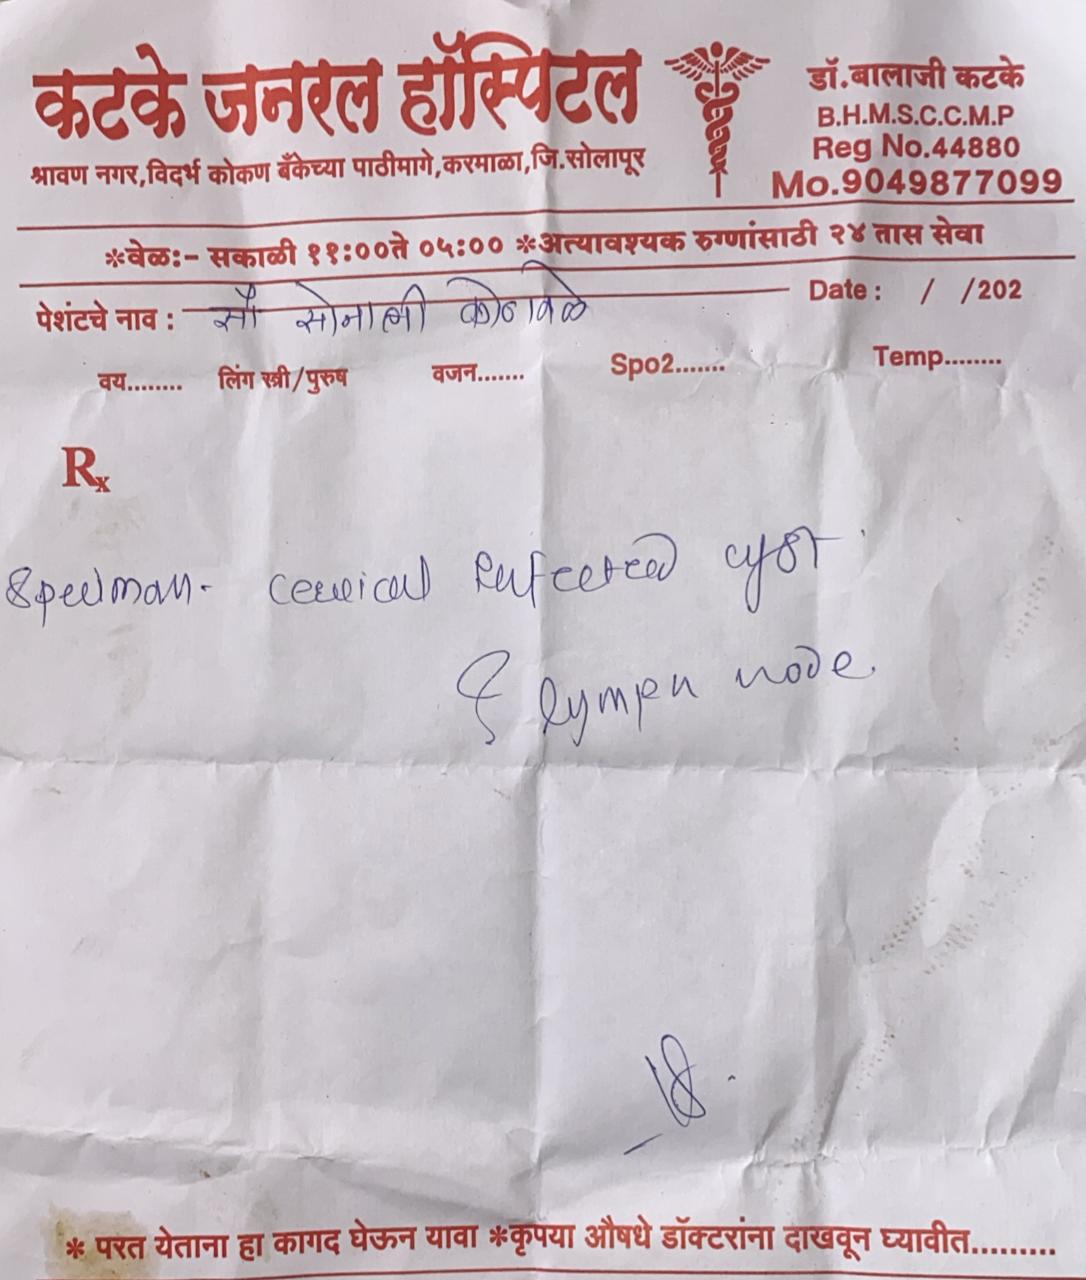 कटके जनरल हॉस्पिटल
श्रावण नगर,विदर्भ कोकण बँकेच्या पाठीमागे,करमाळा,जि.सोलापूर
डॉ.बालाजी कटके
B.H.M.S.C.C.M.P
Reg No.44880
Mo.9049877099
*वेळ:- सकाळी ११:००ते ०५:०० *अत्यावश्यक रुग्णांसाठी २४ तास सेवा
पेशंटचे नाव : सौ सोनाली
Date : / /202
वय........ लिंग स्त्री/पुरुष वजन....... Spo2....... Temp........
Rx
cervical infected cyst
& lymph node.
* परत येताना हा कागद घेऊन यावा *कृपया औषधे डॉक्टरांना दाखवून घ्यावीत.........